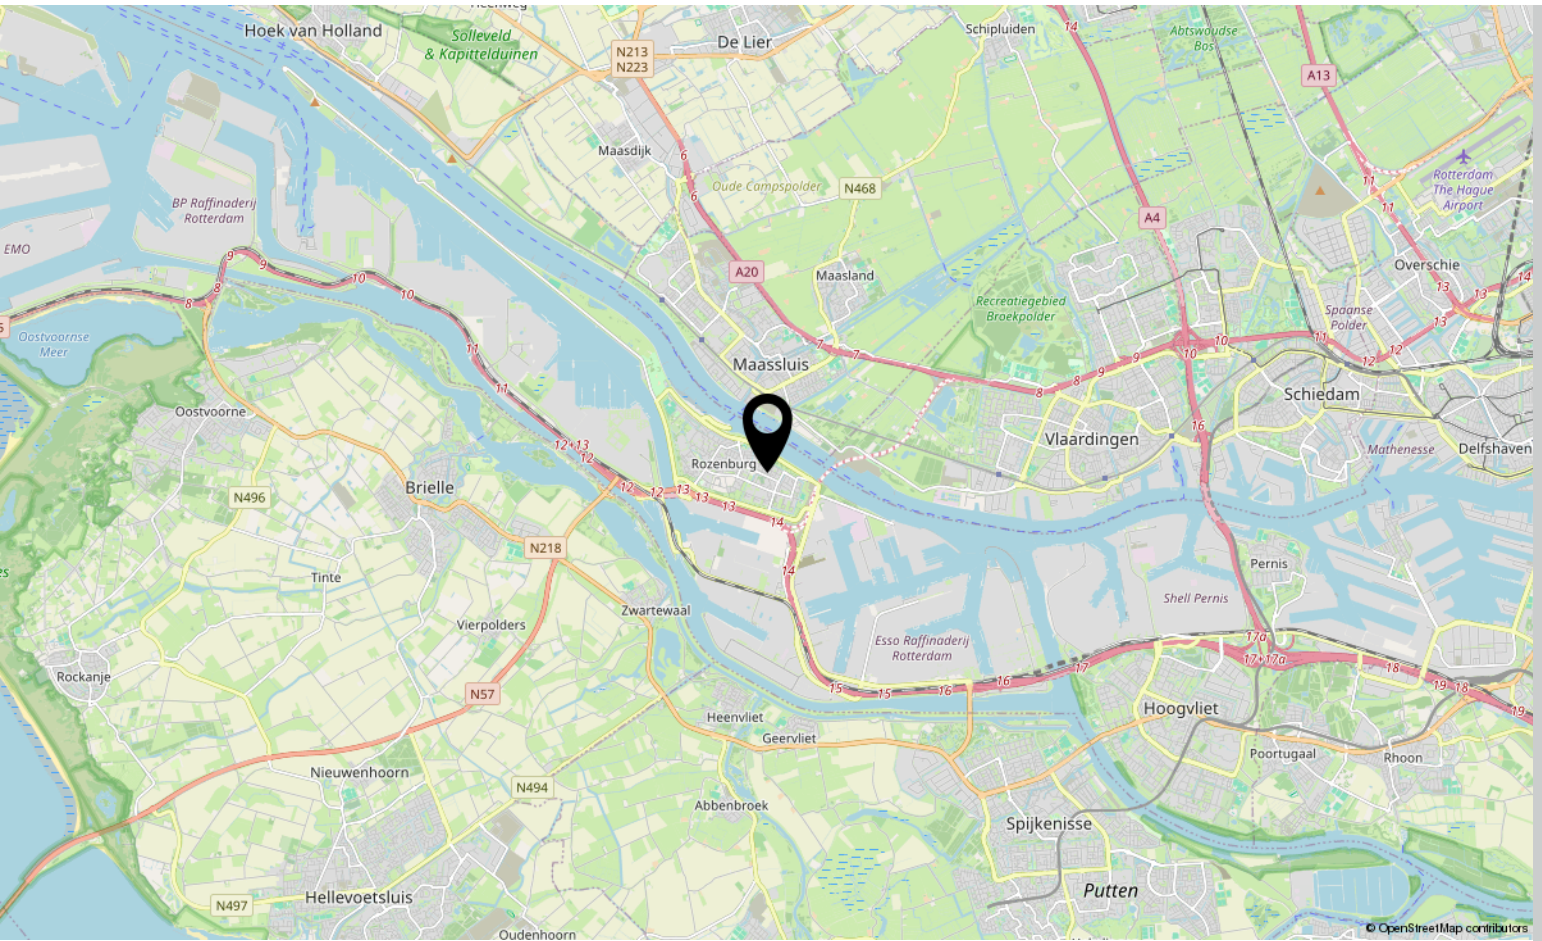 Hoek van Holland
Solleveld
& Kapittelduinen
De Lier
Schipluiden
14
Abtswoudse
Bos
N213
N223
A13
Maasdijk
6
Oude Campspolder
N468
6
11
Rotterdam
The Hague
Airport
BP Raffinaderij
Rotterdam
A4
11
EMO
9
9
10
10
8
8
A20
Maasland
Overschie
14
13
13
13
Recreatiegebied
Broekpolder
Spaanse
Polder
Oostvoornse
Meer
11
7
7
10
10
11
12
12
9
8
8
Maassluis
11
Schiedam
Oostvoorne
16
Vlaardingen
Mathenesse
Delfshaven
12+13
12
Rozenburg
Brielle
N496
12
12
13
13
13
14
N218
14
Pernis
Tinte
Zwartewaal
Shell Pernis
Vierpolders
Esso Raffinaderij
Rotterdam
17a
17+17a
Rockanje
17
18
18
19
19
N57
15
15
16
16
Heenvliet
Geervliet
Hoogvliet
Poortugaal
Rhoon
Nieuwenhoorn
N494
Abbenbroek
Spijkenisse
Hellevoetsluis
N497
Putten
Oudenhoorn
© OpenStreetMap contributors